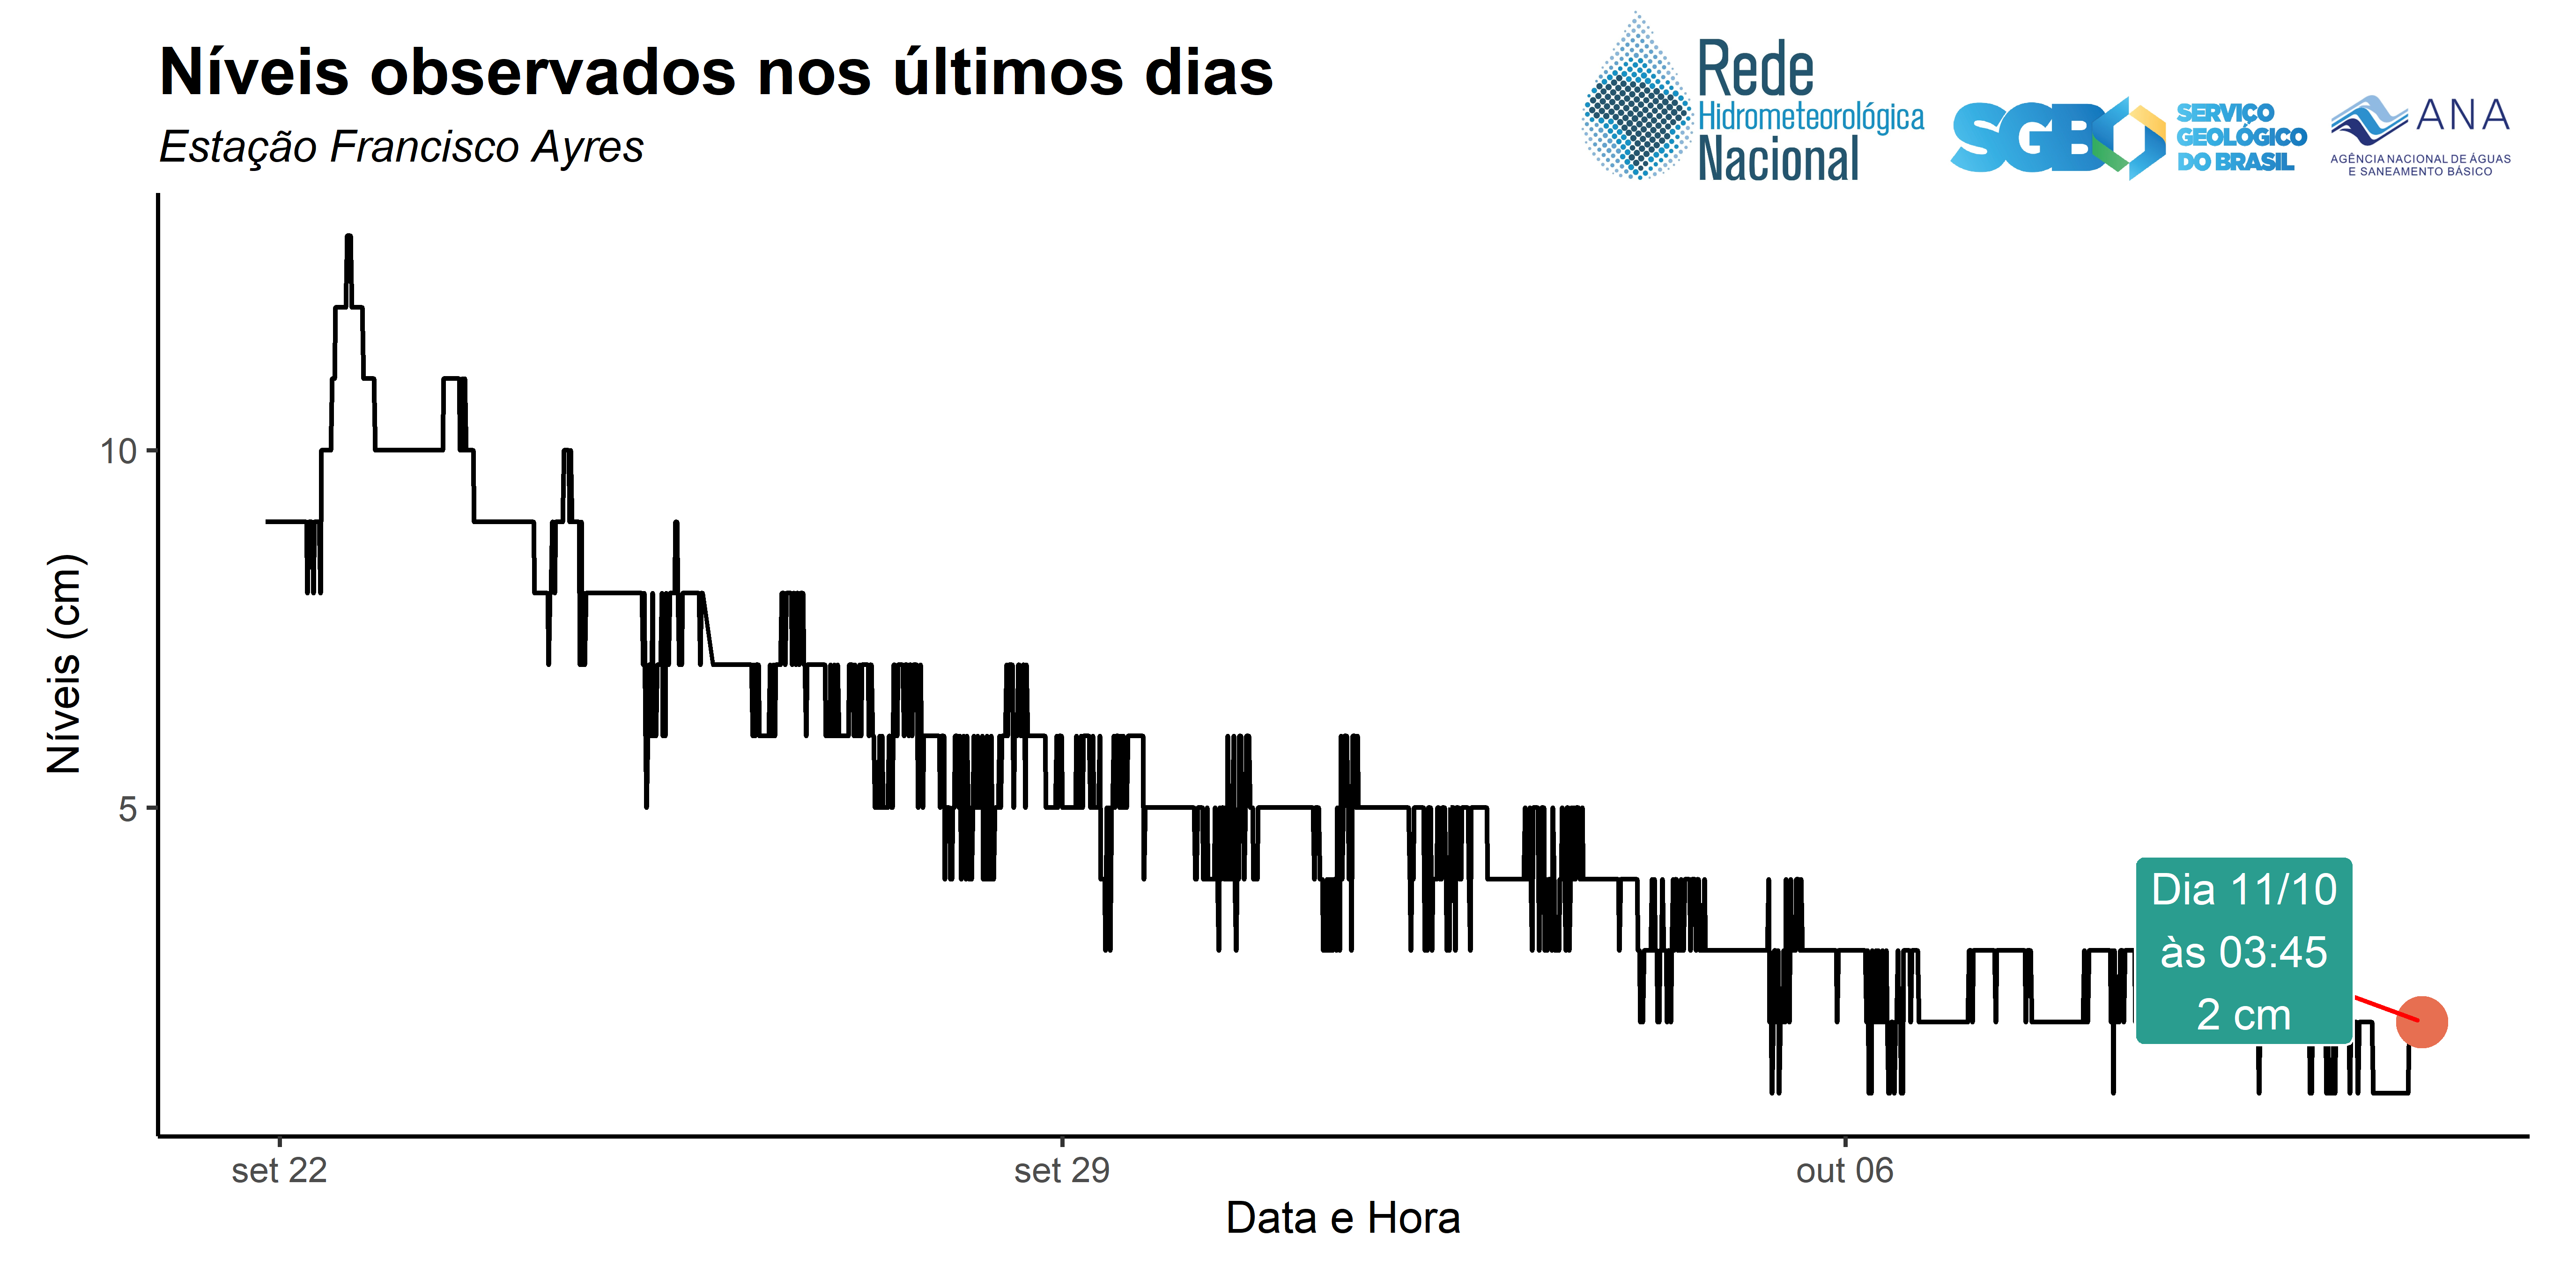 Níveis observados nos últimos dias
Estação Francisco Ayres
Rede
Hidrometeorológica
Nacional
SGB
SERVIÇO
GEOLÓGICO
DO BRASIL
ANA
AGÊNCIA NACIONAL DE ÁGUAS
E SANEAMENTO BÁSICO
Níveis (cm)
10
5
Dia 11/10
às 03:45
2 cm
set 22
set 29
out 06
Data e Hora